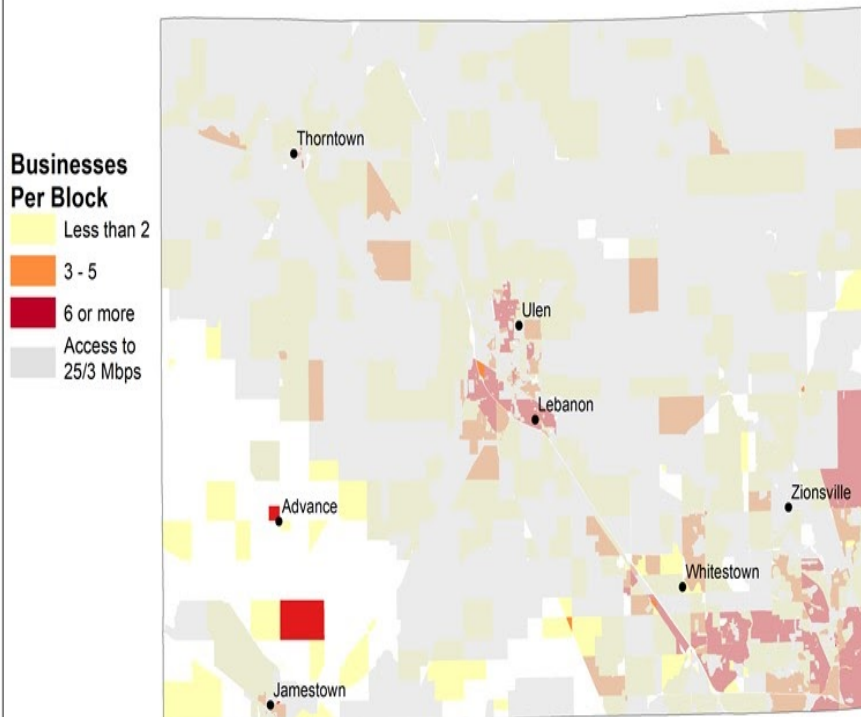 Businesses
Per Block
Less than 2
3 - 5
6 or more
Access to
25/3 Mbps
Thorntown
Ulen
Lebanon
Advance
Zionsville
Whitestown
Jamestown